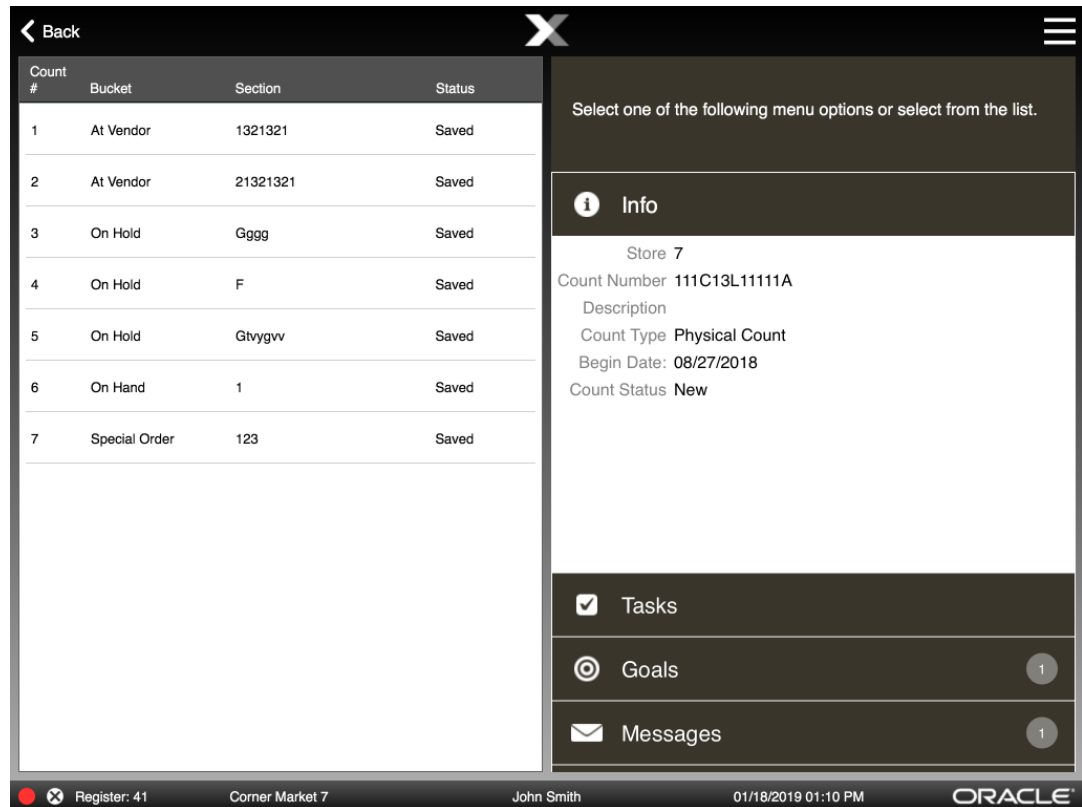 Back
Count
# Bucket Section Status
1 At Vendor 1321321 Saved
2 At Vendor 21321321 Saved
3 On Hold Gggg Saved
4 On Hold F Saved
5 On Hold Gtvygvv Saved
6 On Hand 1 Saved
7 Special Order 123 Saved
Select one of the following menu options or select from the list.
Info
Store 7
Count Number 111C13L11111A
Description
Count Type Physical Count
Begin Date: 08/27/2018
Count Status New
Tasks
Goals 1
Messages 1
Register: 41 Corner Market 7 John Smith 01/18/2019 01:10 PM ORACLE